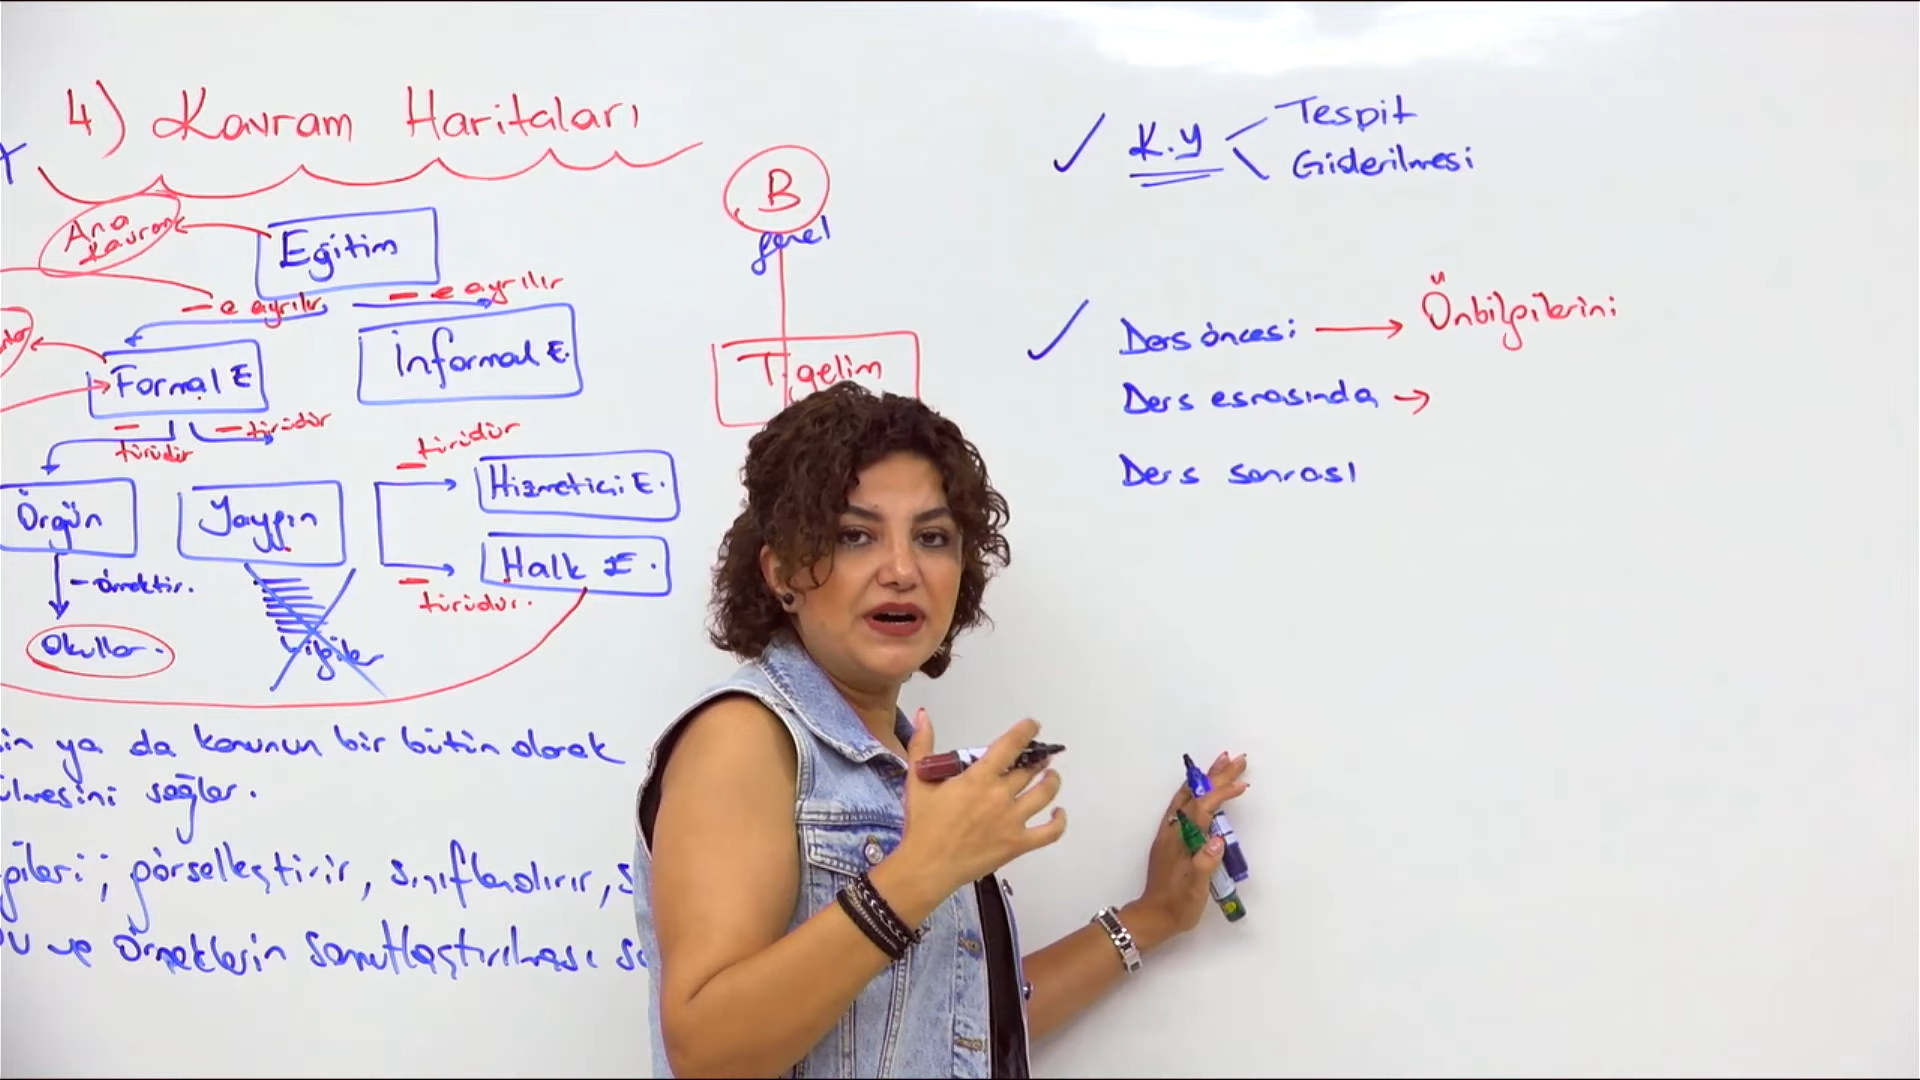 4) Kavram Haritaları
Ana Kavram
Eğitim
- e ayrılır
- e ayrılır
Formal E
İnformal E.
- türüdür
- türüdür
Örgün
Yaygın
- türüdür
Hizmetiçi E.
Halk E.
- türüdür.
- örnektir.
Okullar.
B
genel
T. gelim
in ya da konunun bir bütün olarak
ilmesini sağlar.
gileri; görselleştirir, sınıflandırır, s
ve örneklerin somutlaştırılması s
✓ K.Y
Tespit
Giderilmesi
✓ Ders öncesi → Önbilgilerini
Ders esnasında →
Ders sonrası